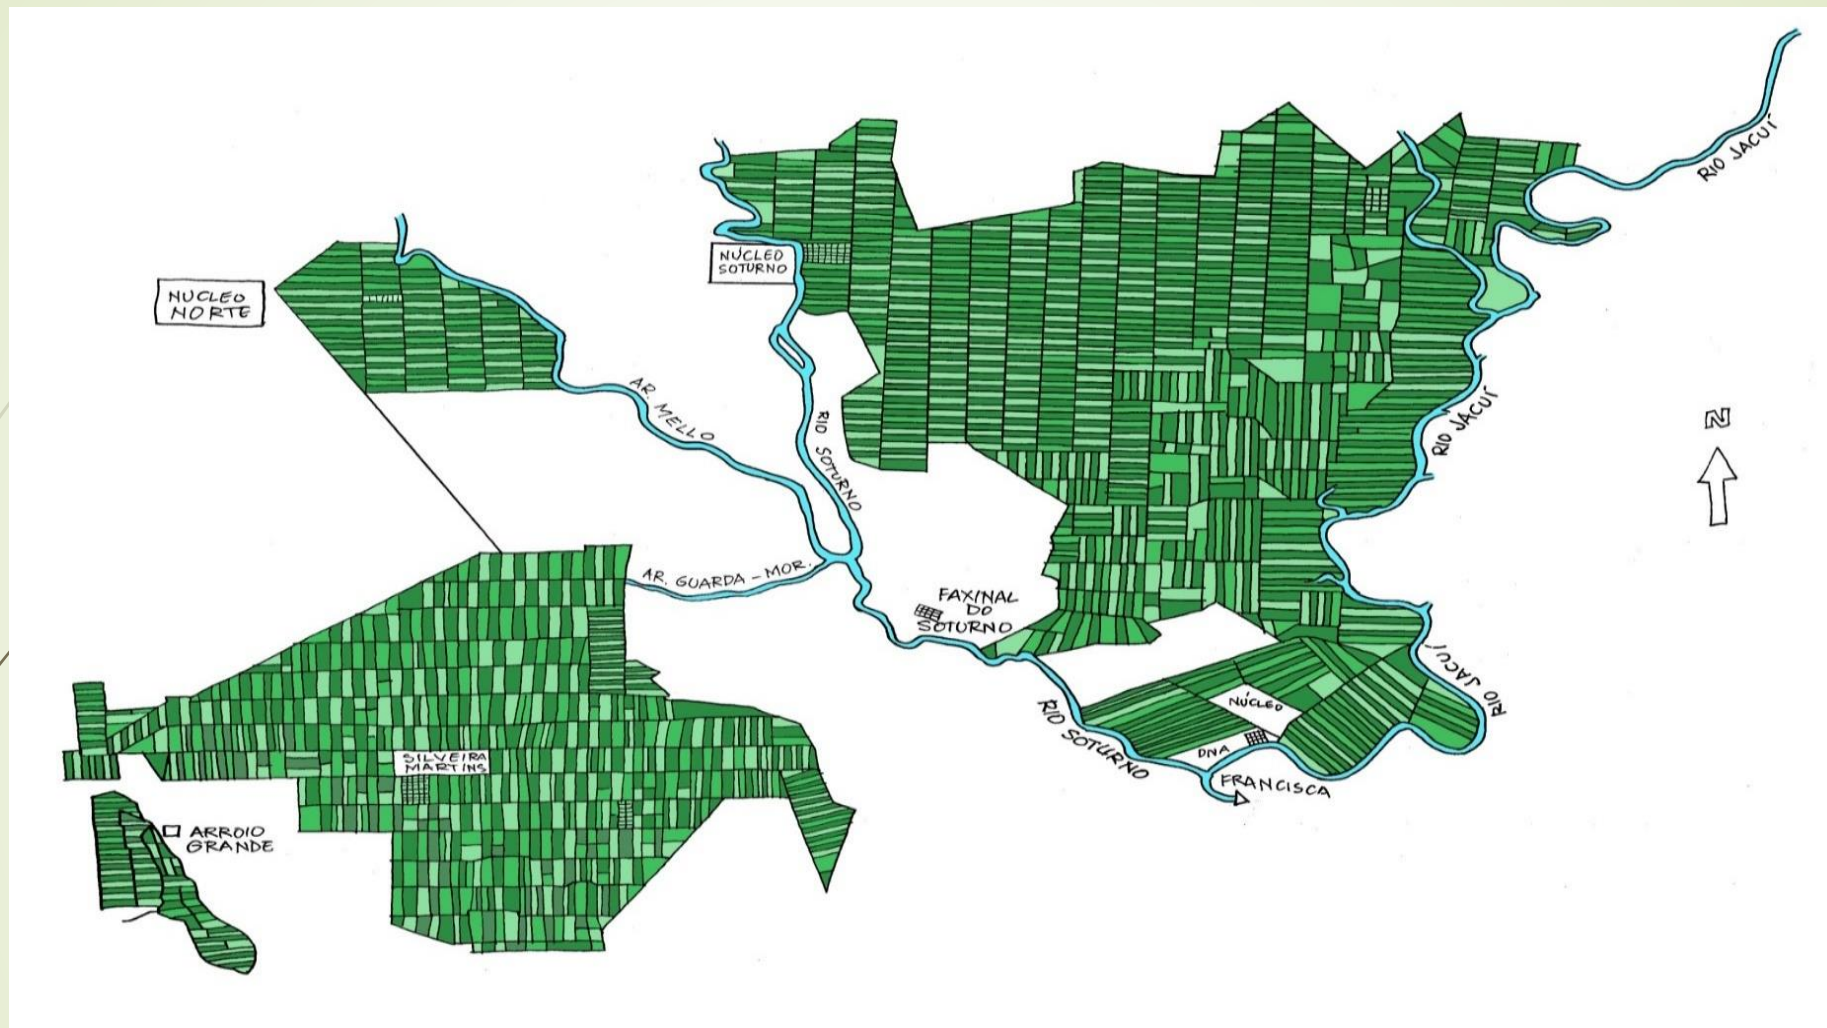 RIO JACUÍ
NÚCLEO
SOTURNO
NUCLEO
NORTE
AR. MELLO
RIO SOTURNO
RIO JACUÍ
N
AR. GUARDA-MOR.
FAXINAL
DO
SOTURNO
RIO JACUÍ
NÚCLEO
RIO SOTURNO
DNA
FRANCISCA
SILVEIRA
MARTINS
ARROIO
GRANDE